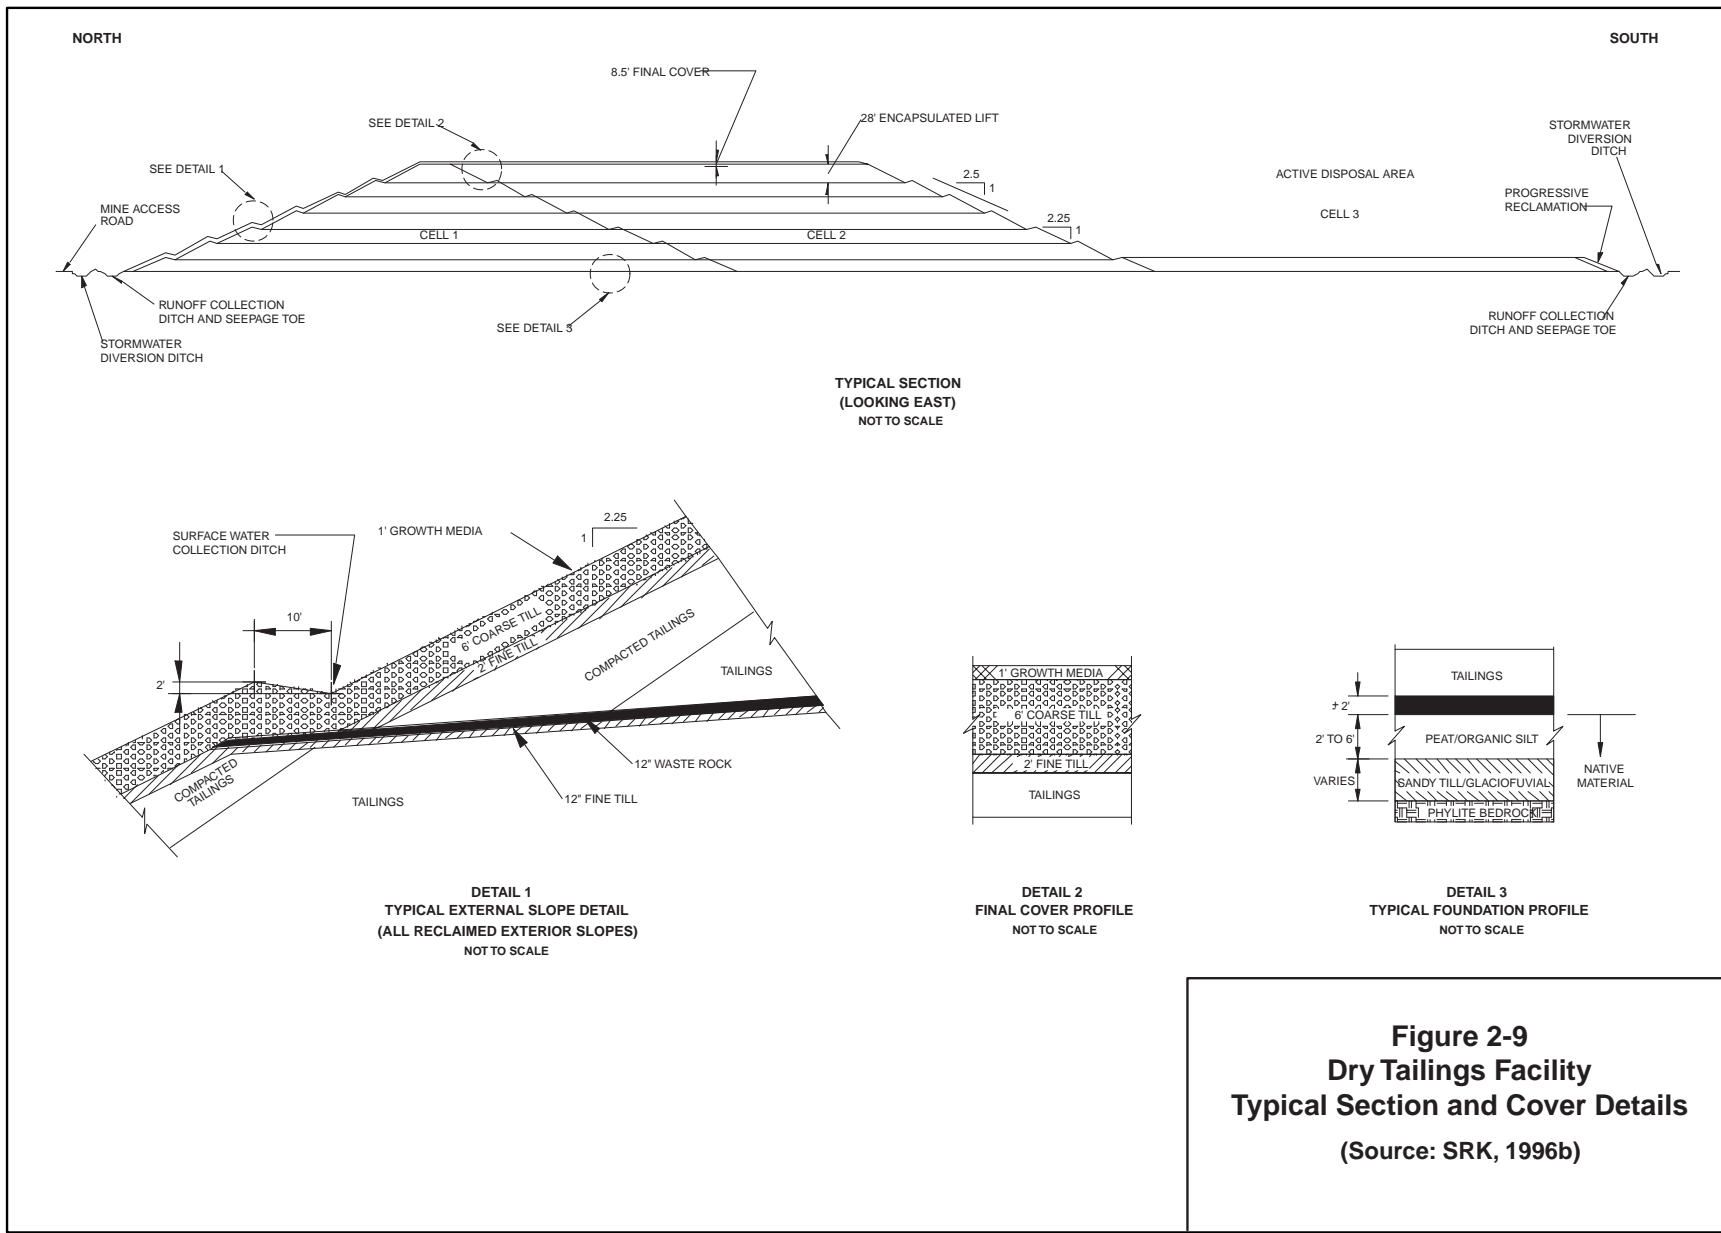 NORTH
SOUTH
8.5' FINAL COVER
28' ENCAPSULATED LIFT
SEE DETAIL 2
SEE DETAIL 1
MINE ACCESS
ROAD
STORMWATER
DIVERSION
DITCH
2.5
1
ACTIVE DISPOSAL AREA
PROGRESSIVE
RECLAMATION
CELL 3
2.25
1
CELL 1
CELL 2
RUNOFF COLLECTION
DITCH AND SEEPAGE TOE
SEE DETAIL 3
STORMWATER
DIVERSION DITCH
RUNOFF COLLECTION
DITCH AND SEEPAGE TOE
TYPICAL SECTION
(LOOKING EAST)
NOT TO SCALE
SURFACE WATER
COLLECTION DITCH
1' GROWTH MEDIA
2.25
1
10'
2'
6' COARSE TILL
2' FINE TILL
COMPACTED TAILINGS
TAILINGS
COMPACTED
TAILINGS
TAILINGS
12" WASTE ROCK
12" FINE TILL
DETAIL 1
TYPICAL EXTERNAL SLOPE DETAIL
(ALL RECLAIMED EXTERIOR SLOPES)
NOT TO SCALE
1' GROWTH MEDIA
6' COARSE TILL
2' FINE TILL
TAILINGS
DETAIL 2
FINAL COVER PROFILE
NOT TO SCALE
TAILINGS
± 2'
2' TO 6'
PEAT/ORGANIC SILT
VARIES
SANDY TILL/GLACIOFUVIAL
NATIVE
MATERIAL
PHYLITE BEDROCK
DETAIL 3
TYPICAL FOUNDATION PROFILE
NOT TO SCALE
Figure 2-9
Dry Tailings Facility
Typical Section and Cover Details
(Source: SRK, 1996b)